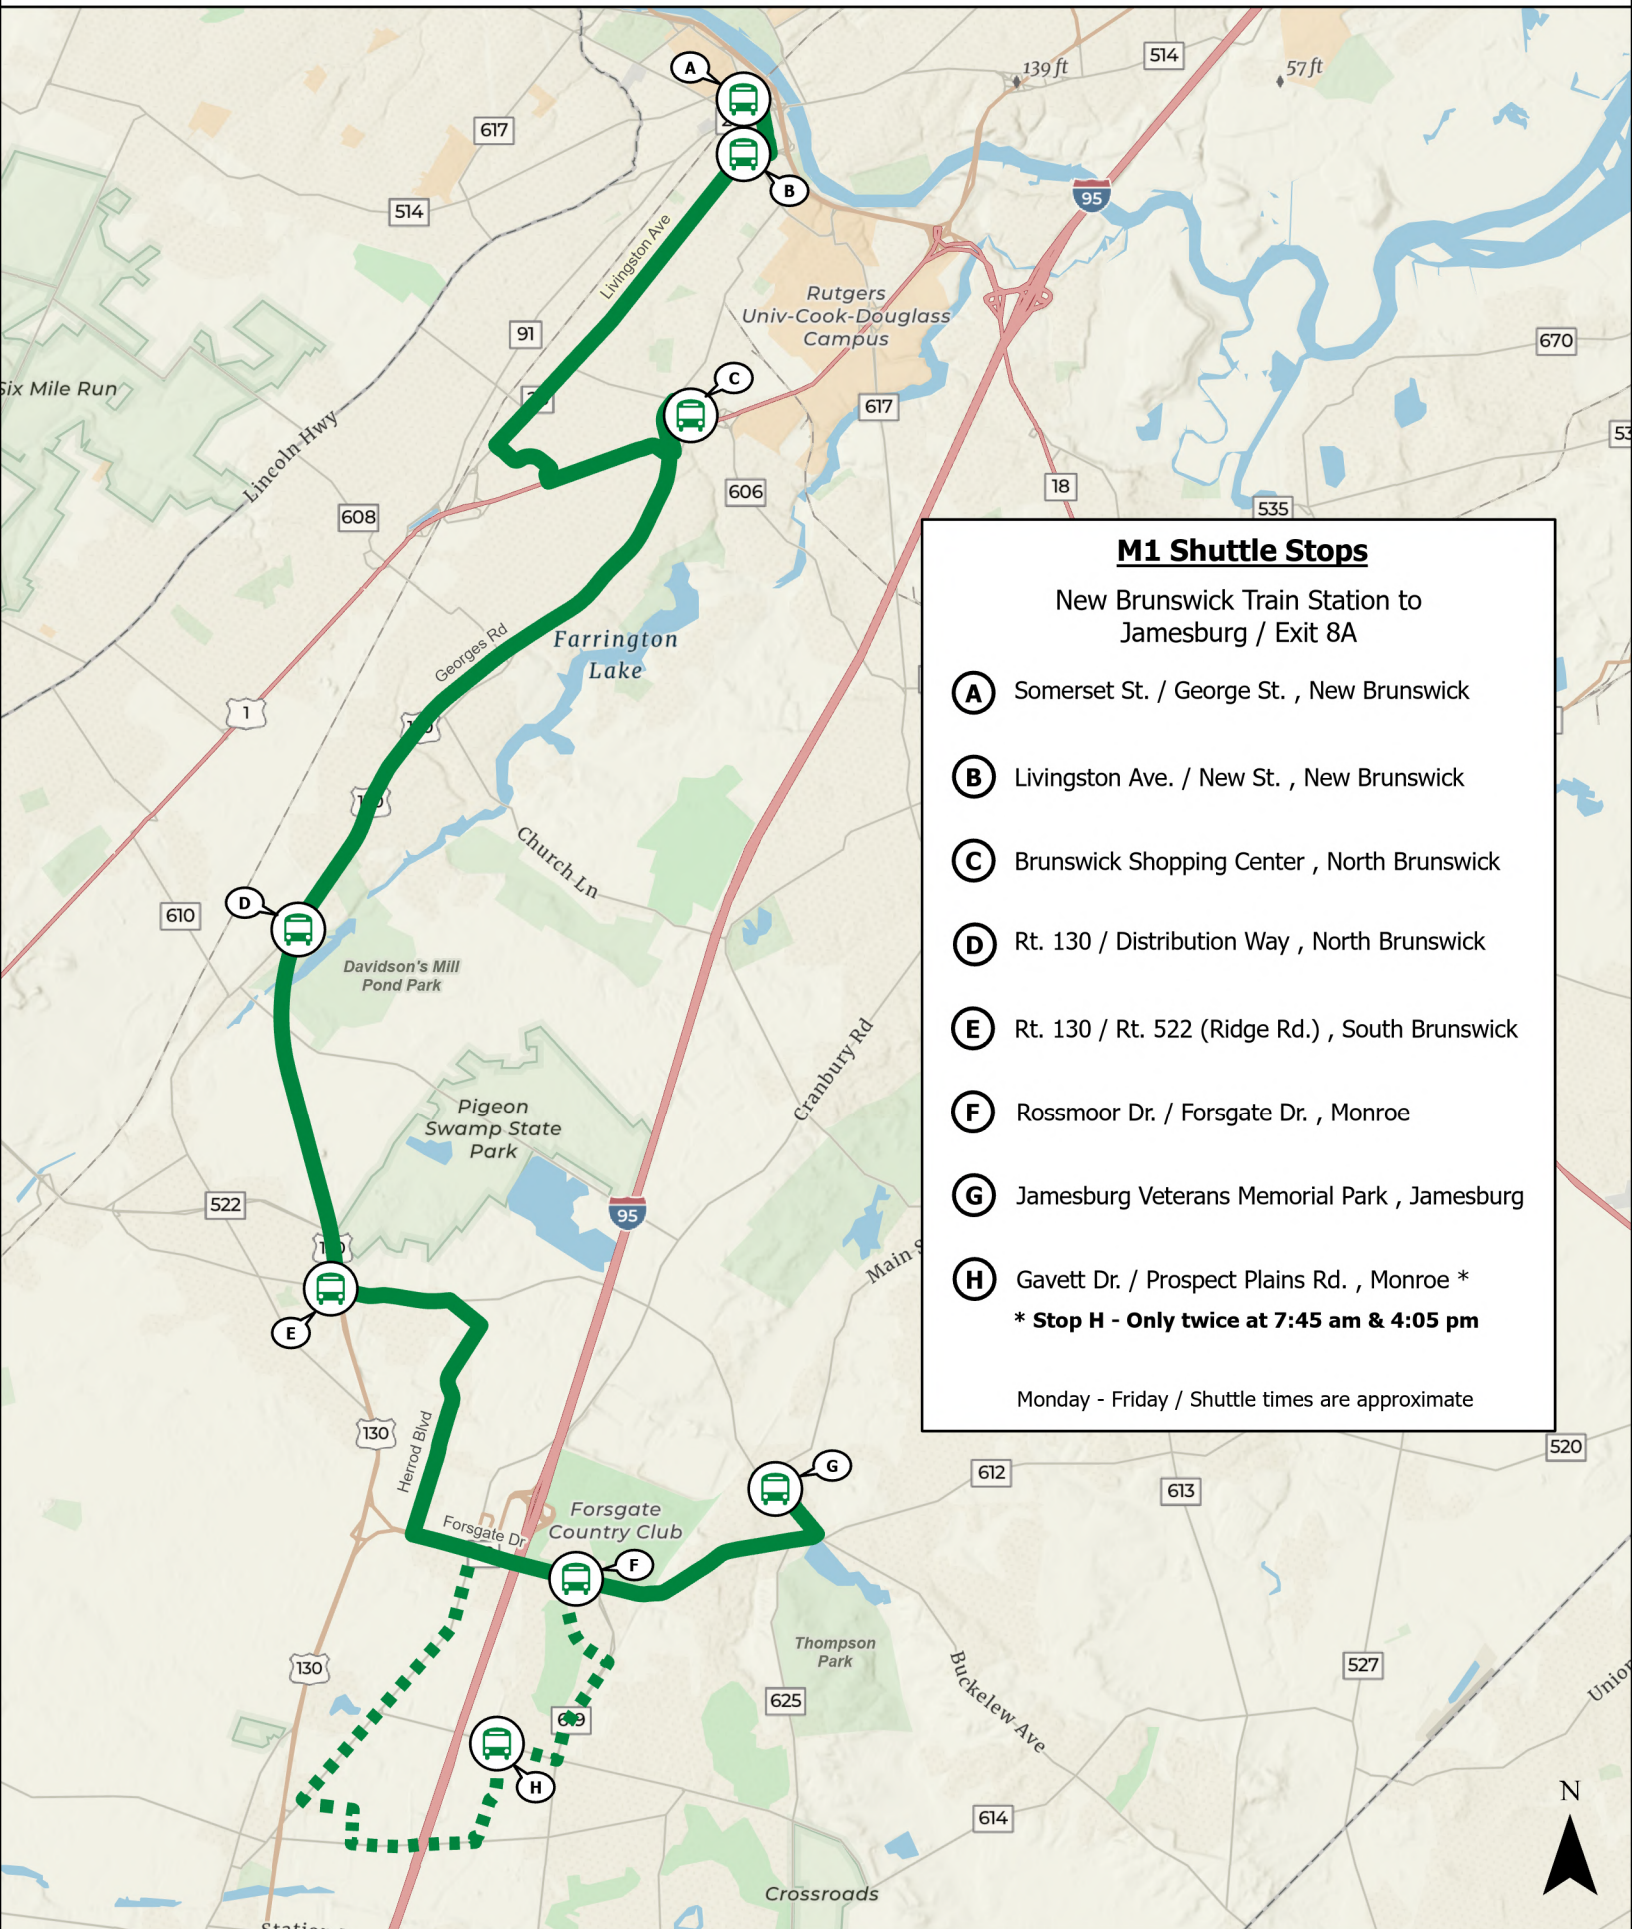 A
139 ft
514
57 ft
617
B
95
514
Livingston Ave
Rutgers
Univ-Cook-Douglass
Campus
91
670
Six Mile Run
C
617
Lincoln Hwy
606
18
608
535
M1 Shuttle Stops
New Brunswick Train Station to
Jamesburg / Exit 8A
A Somerset St. / George St. , New Brunswick
B Livingston Ave. / New St. , New Brunswick
C Brunswick Shopping Center , North Brunswick
D Rt. 130 / Distribution Way , North Brunswick
E Rt. 130 / Rt. 522 (Ridge Rd.) , South Brunswick
F Rossmoor Dr. / Forsgate Dr. , Monroe
G Jamesburg Veterans Memorial Park , Jamesburg
H Gavett Dr. / Prospect Plains Rd. , Monroe *
* Stop H - Only twice at 7:45 am & 4:05 pm
Monday - Friday / Shuttle times are approximate
Georges Rd
Farrington
Lake
1
Church Ln
D
610
Davidson's Mill
Pond Park
Cranbury Rd
Pigeon
Swamp State
Park
522
95
Main
E
130
Herrod Blvd
520
G
612
613
Forsgate
Country Club
Forsgate Dr
F
Thompson
Park
130
527
Buckelew Ave
625
Union
H
N
614
Crossroads